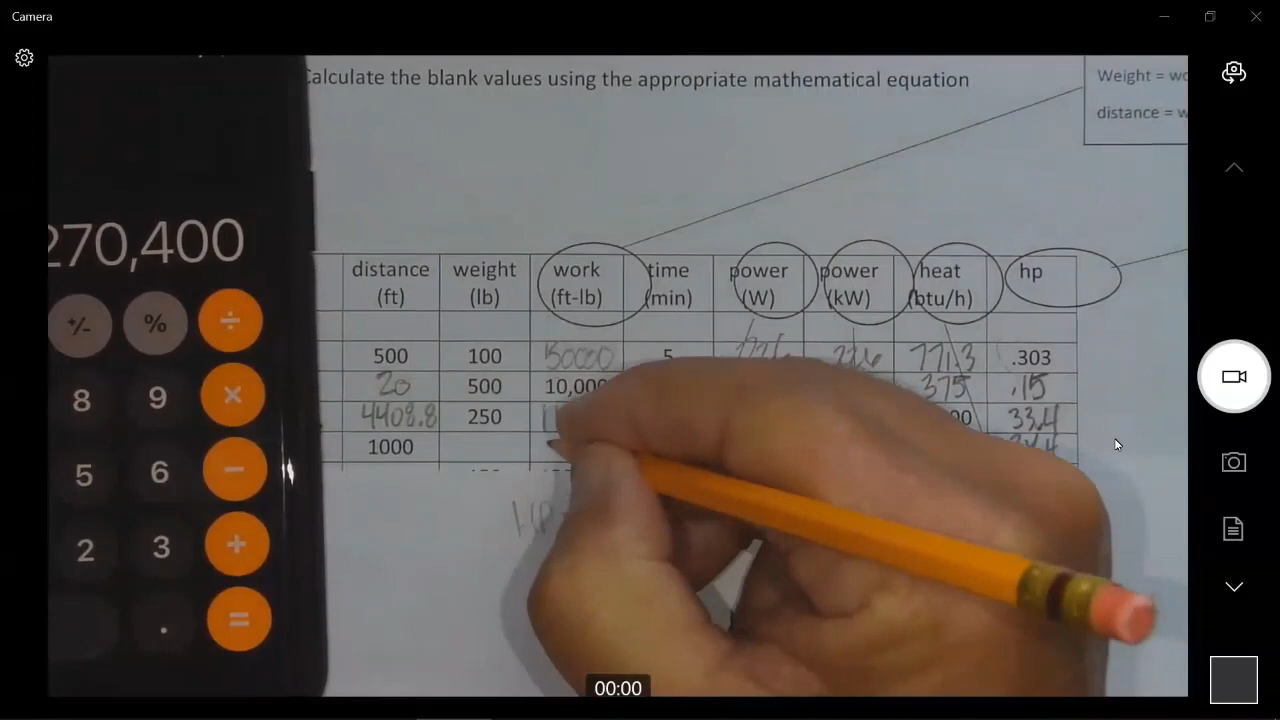 Camera
Calculate the blank values using the appropriate mathematical equation
Weight =
distance =
270,400
distance weight work time power power heat hp
(ft) (lb) (ft-lb) (min) (W) (kW) (btu/h)
500 100 50000 5 226 771.3 .303
20 500 10,000 375 .15
4408.8 250 33.4
1000
+/- % ÷
8 9 ×
5 6 −
2 3 +
. =
00:00